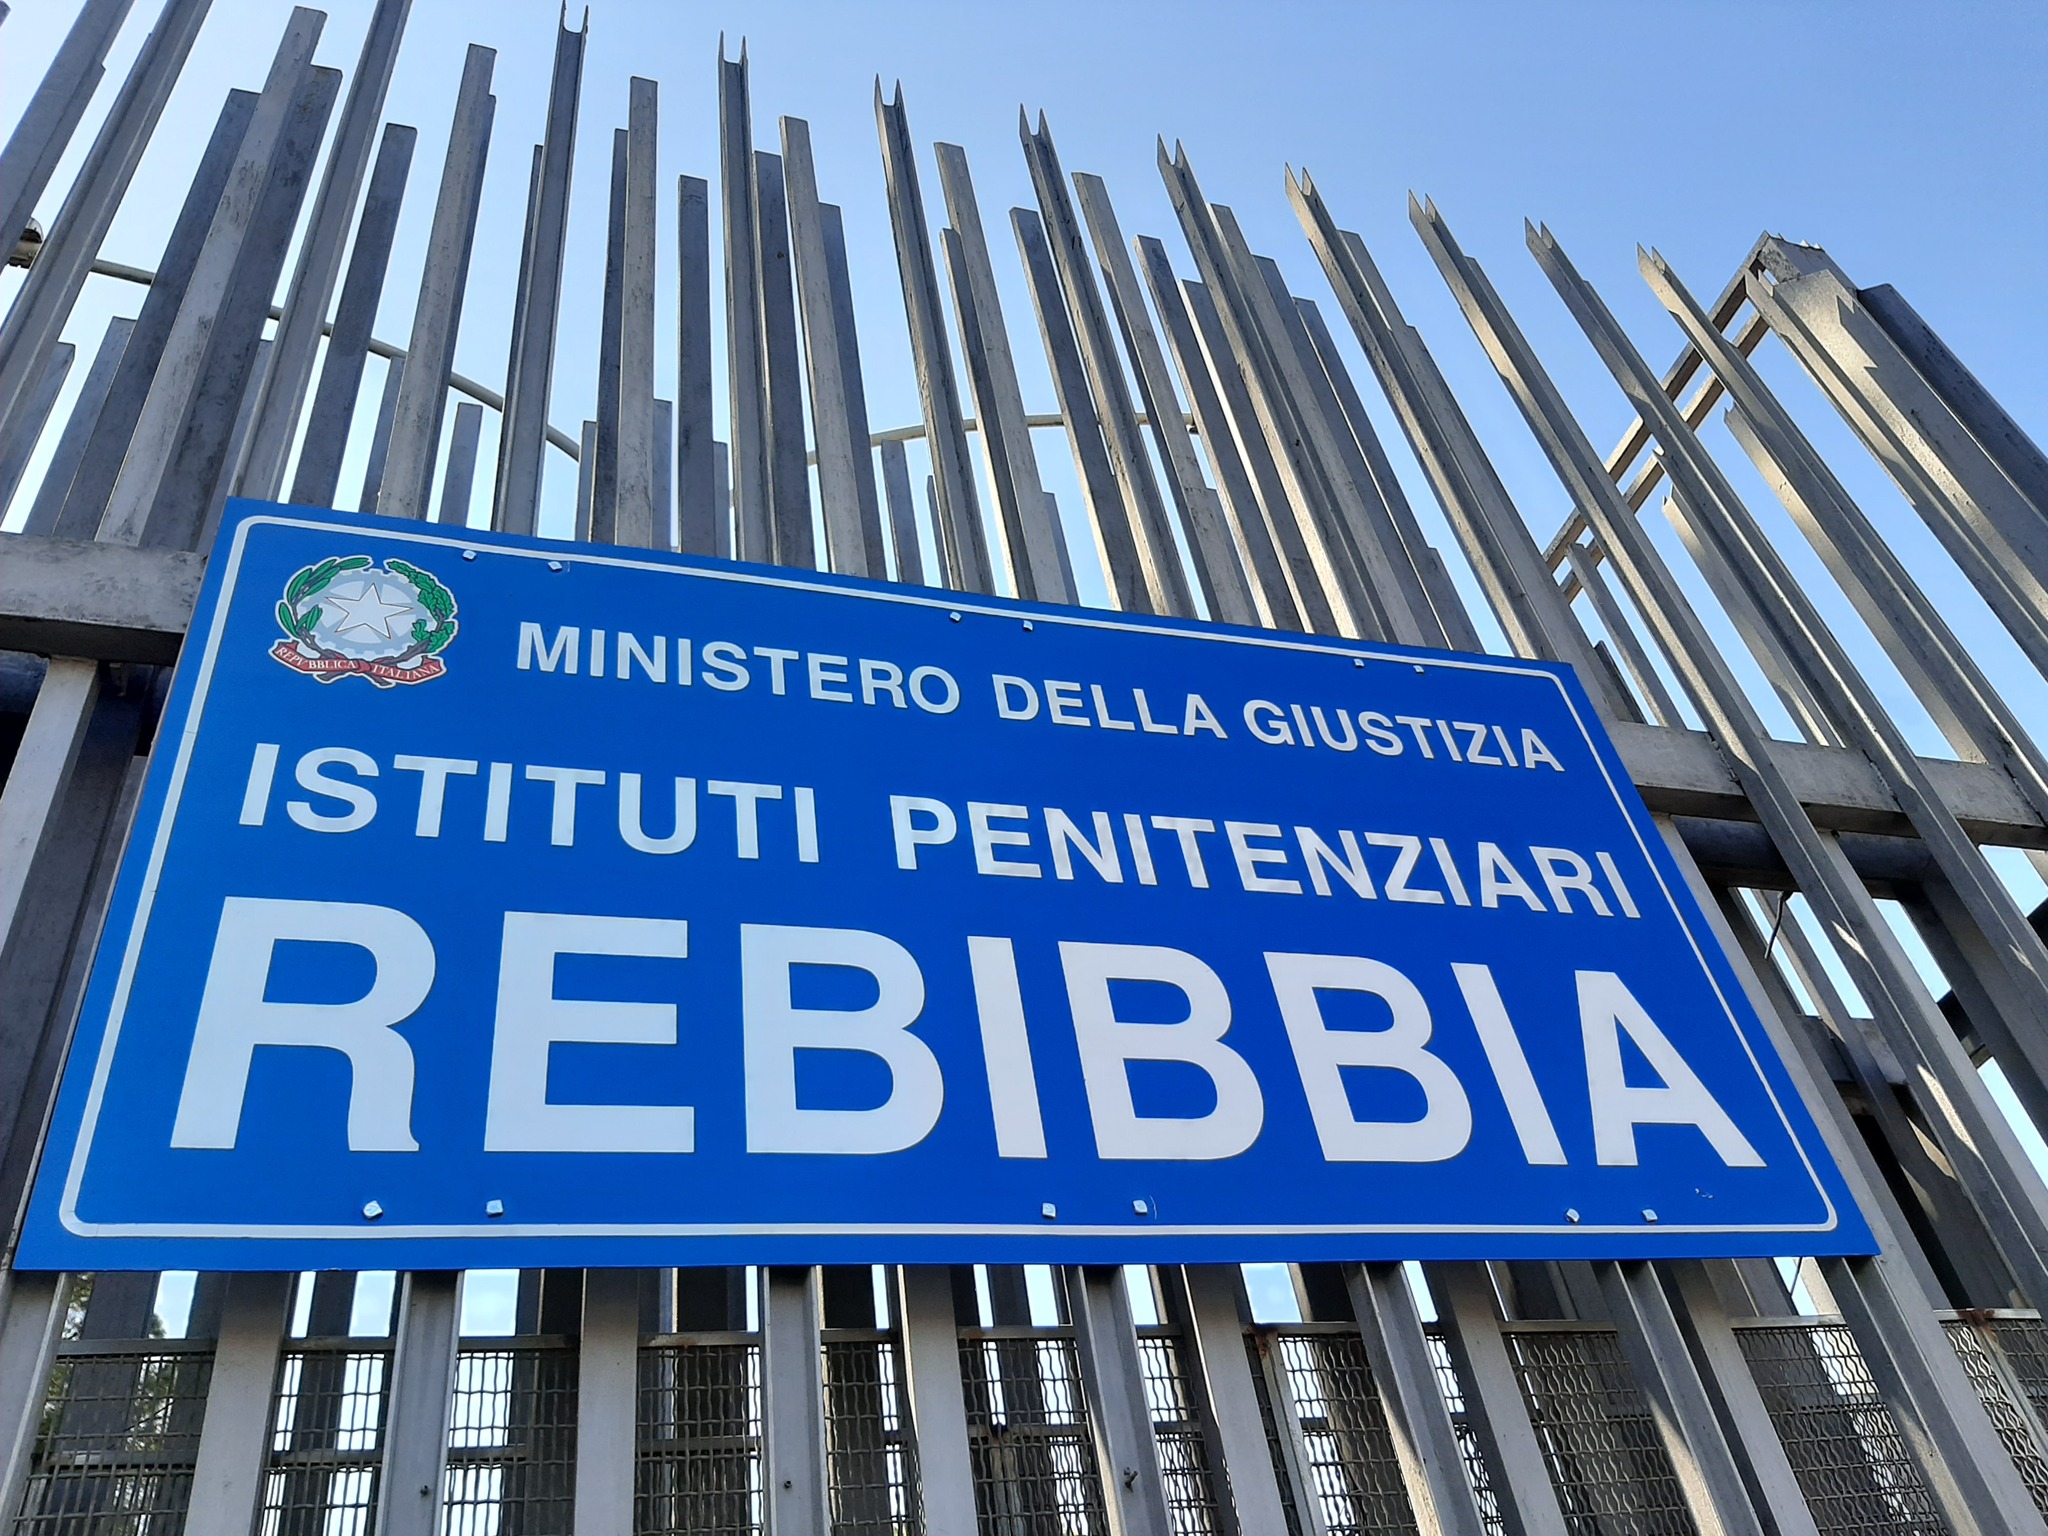 REPVBBLICA ITALIANA
MINISTERO DELLA GIUSTIZIA
ISTITUTI PENITENZIARI
REBIBBIA